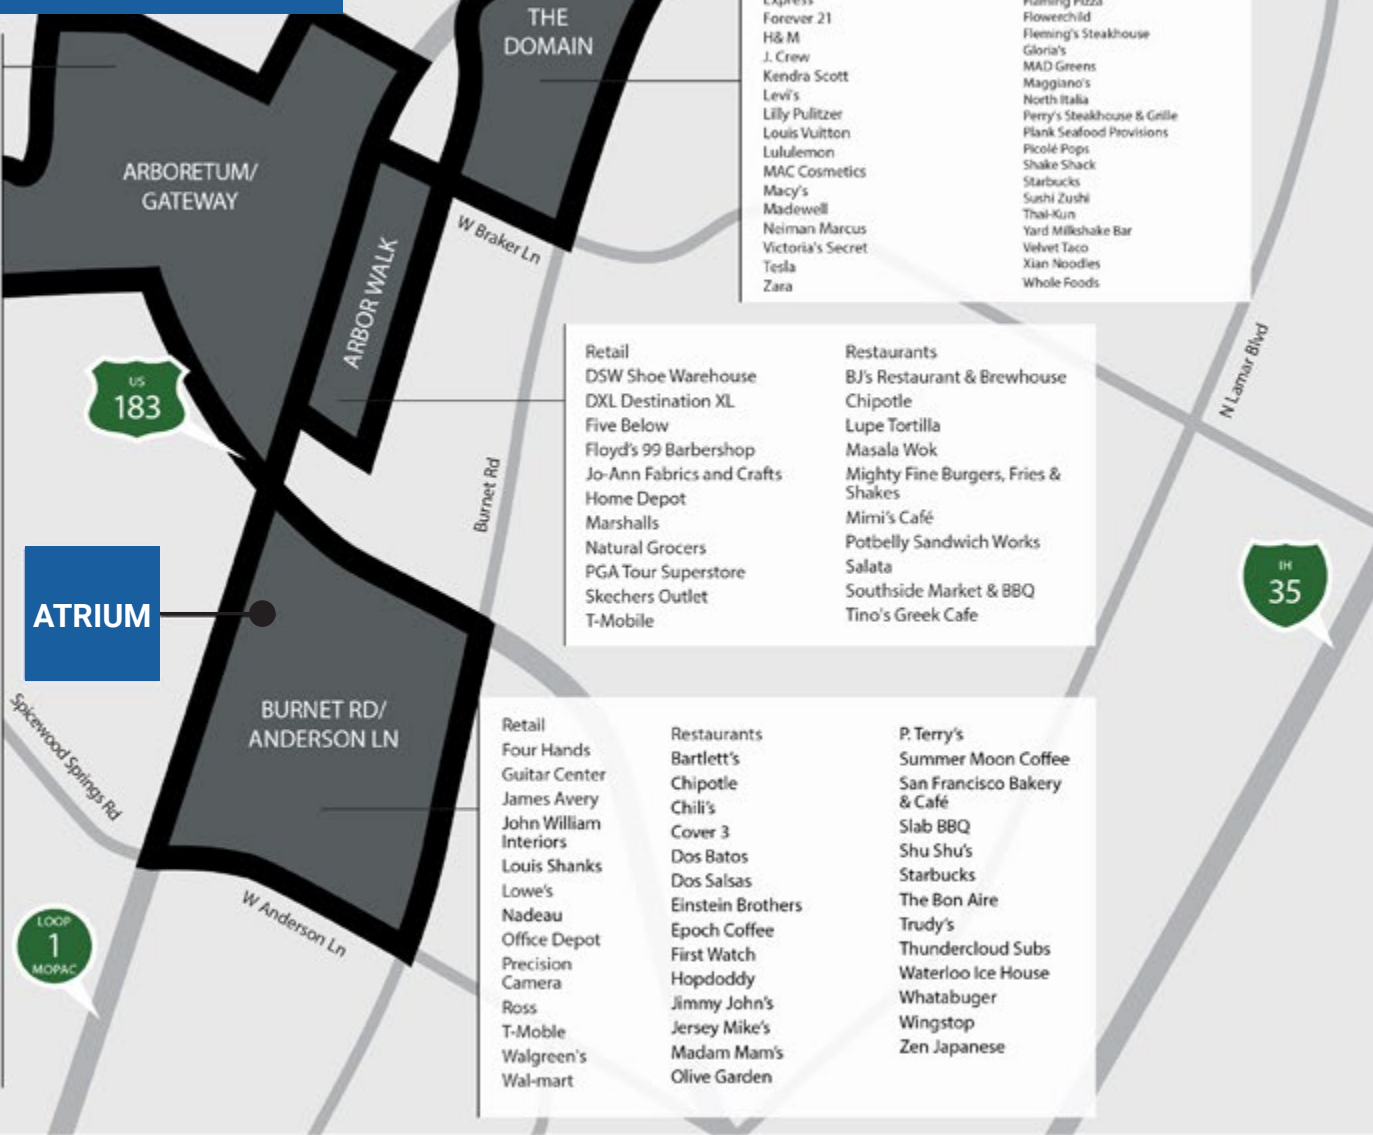 THE
DOMAIN
Express
Forever 21
H& M
J. Crew
Kendra Scott
Levi's
Lilly Pulitzer
Louis Vuitton
Lululemon
MAC Cosmetics
Macy's
Madewell
Neiman Marcus
Victoria's Secret
Tesla
Zara
Flaming Pizza
Flowerchild
Fleming's Steakhouse
Gloria's
MAD Greens
Maggiano's
North Italia
Perry's Steakhouse & Grille
Plank Seafood Provisions
Picolé Pops
Shake Shack
Starbucks
Sushi Zushi
Thai-Kun
Yard Milkshake Bar
Velvet Taco
Xian Noodles
Whole Foods
ARBORETUM/
GATEWAY
ARBOR WALK
W Braker Ln
N Lamar Blvd
US
183
Burnet Rd
Retail
DSW Shoe Warehouse
DXL Destination XL
Five Below
Floyd's 99 Barbershop
Jo-Ann Fabrics and Crafts
Home Depot
Marshalls
Natural Grocers
PGA Tour Superstore
Skechers Outlet
T-Mobile
Restaurants
BJ's Restaurant & Brewhouse
Chipotle
Lupe Tortilla
Masala Wok
Mighty Fine Burgers, Fries &
Shakes
Mimi's Café
Potbelly Sandwich Works
Salata
Southside Market & BBQ
Tino's Greek Cafe
IH
35
ATRIUM
Spicewood Springs Rd
BURNET RD/
ANDERSON LN
W Anderson Ln
LOOP
1
MOPAC
Retail
Four Hands
Guitar Center
James Avery
John William
Interiors
Louis Shanks
Lowe's
Nadeau
Office Depot
Precision
Camera
Ross
T-Moble
Walgreen's
Wal-mart
Restaurants
Bartlett's
Chipotle
Chili's
Cover 3
Dos Batos
Dos Salsas
Einstein Brothers
Epoch Coffee
First Watch
Hopdoddy
Jimmy John's
Jersey Mike's
Madam Mam's
Olive Garden
P. Terry's
Summer Moon Coffee
San Francisco Bakery
& Café
Slab BBQ
Shu Shu's
Starbucks
The Bon Aire
Trudy's
Thundercloud Subs
Waterloo Ice House
Whatabuger
Wingstop
Zen Japanese